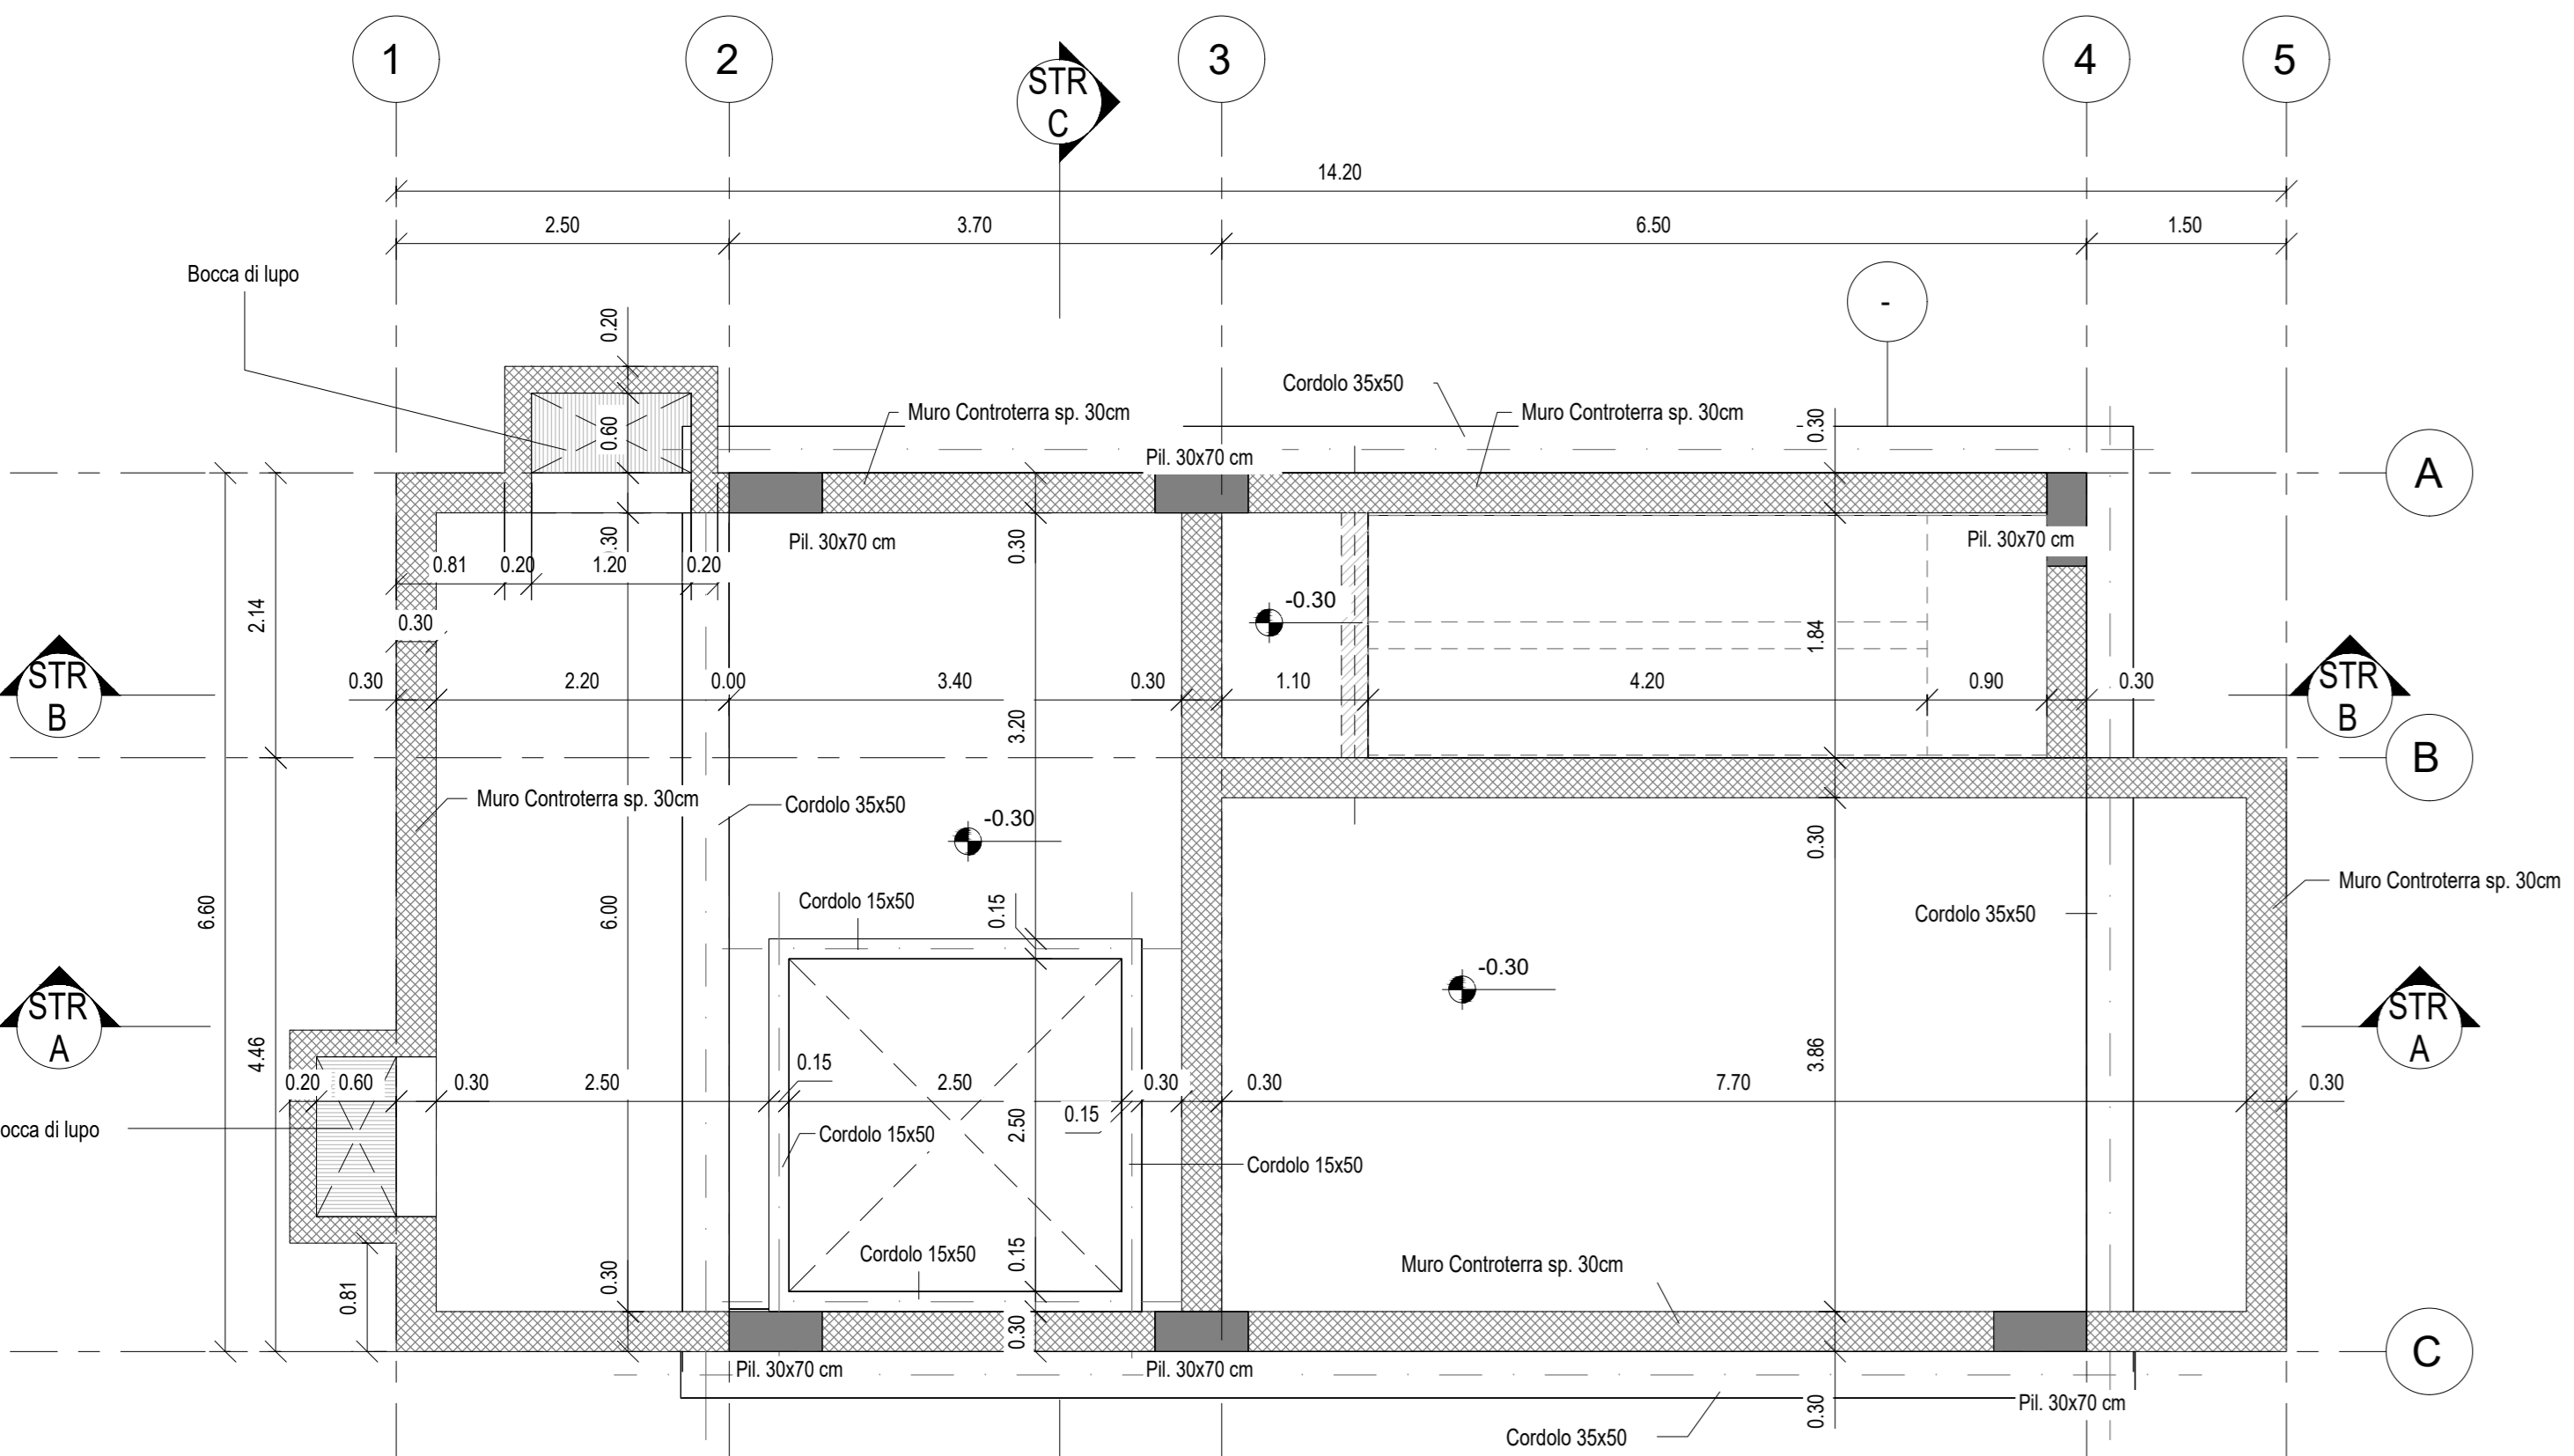 1
2
3
4
5
STR
C
14.20
2.50
3.70
6.50
1.50
Bocca di lupo
-
0.20
Cordolo 35x50
Muro Controterra sp. 30cm
Muro Controterra sp. 30cm
0.30
0.60
Pil. 30x70 cm
A
Pil. 30x70 cm
Pil. 30x70 cm
.30
0.30
0.81
0.20
1.20
0.20
2.14
0.30
-0.30
1.84
STR
B
STR
B
0.30
2.20
0.00
3.40
0.30
1.10
4.20
0.90
0.30
3.20
B
Muro Controterra sp. 30cm
Cordolo 35x50
-0.30
0.30
Muro Controterra sp. 30cm
6.60
6.00
Cordolo 15x50
0.15
Cordolo 35x50
-0.30
STR
A
STR
A
4.46
3.86
0.15
0.20
0.60
0.30
2.50
2.50
0.30
0.30
7.70
0.30
0.15
occa di lupo
Cordolo 15x50
2.50
Cordolo 15x50
Cordolo 15x50
0.15
Muro Controterra sp. 30cm
0.30
0.81
0.30
C
Pil. 30x70 cm
Pil. 30x70 cm
Pil. 30x70 cm
0.30
Cordolo 35x50